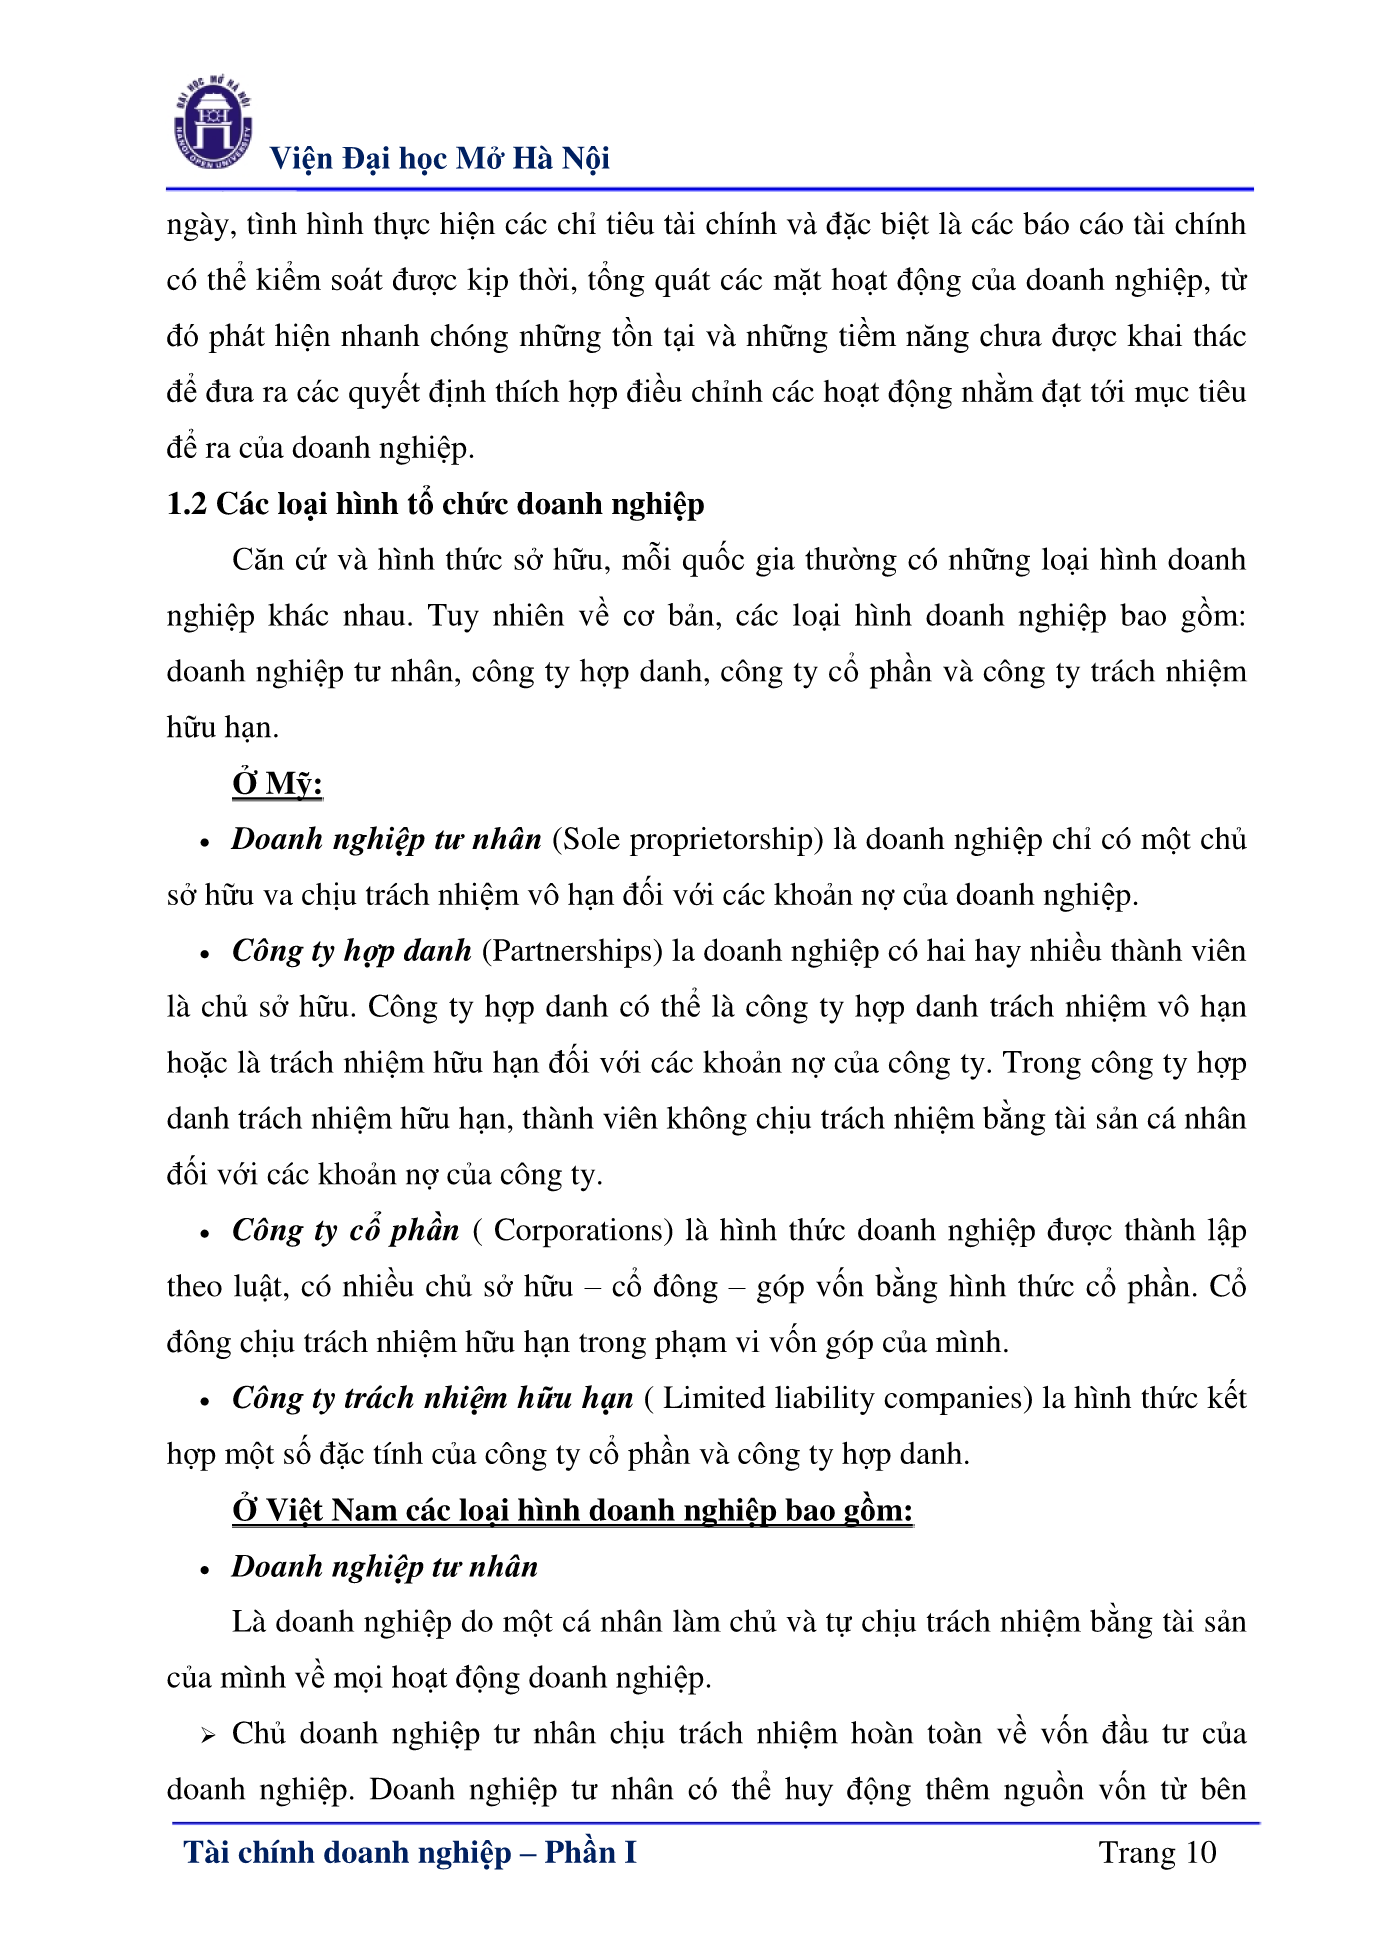 ĐẠI HỌC MỞ HÀ NỘI
HANOI OPEN UNIVERSITY
Viện Đại học Mở Hà Nội
ngày, tình hình thực hiện các chỉ tiêu tài chính và đặc biệt là các báo cáo tài chính
có thể kiểm soát được kịp thời, tổng quát các mặt hoạt động của doanh nghiệp, từ
đó phát hiện nhanh chóng những tồn tại và những tiềm năng chưa được khai thác
để đưa ra các quyết định thích hợp điều chỉnh các hoạt động nhằm đạt tới mục tiêu
để ra của doanh nghiệp.
1.2 Các loại hình tổ chức doanh nghiệp
Căn cứ và hình thức sở hữu, mỗi quốc gia thường có những loại hình doanh
nghiệp khác nhau. Tuy nhiên về cơ bản, các loại hình doanh nghiệp bao gồm:
doanh nghiệp tư nhân, công ty hợp danh, công ty cổ phần và công ty trách nhiệm
hữu hạn.
Ở Mỹ:
• Doanh nghiệp tư nhân (Sole proprietorship) là doanh nghiệp chỉ có một chủ
sở hữu va chịu trách nhiệm vô hạn đối với các khoản nợ của doanh nghiệp.
• Công ty hợp danh (Partnerships) la doanh nghiệp có hai hay nhiều thành viên
là chủ sở hữu. Công ty hợp danh có thể là công ty hợp danh trách nhiệm vô hạn
hoặc là trách nhiệm hữu hạn đối với các khoản nợ của công ty. Trong công ty hợp
danh trách nhiệm hữu hạn, thành viên không chịu trách nhiệm bằng tài sản cá nhân
đối với các khoản nợ của công ty.
• Công ty cổ phần ( Corporations) là hình thức doanh nghiệp được thành lập
theo luật, có nhiều chủ sở hữu – cổ đông – góp vốn bằng hình thức cổ phần. Cổ
đông chịu trách nhiệm hữu hạn trong phạm vi vốn góp của mình.
• Công ty trách nhiệm hữu hạn ( Limited liability companies) la hình thức kết
hợp một số đặc tính của công ty cổ phần và công ty hợp danh.
Ở Việt Nam các loại hình doanh nghiệp bao gồm:
• Doanh nghiệp tư nhân
Là doanh nghiệp do một cá nhân làm chủ và tự chịu trách nhiệm bằng tài sản
của mình về mọi hoạt động doanh nghiệp.
➢ Chủ doanh nghiệp tư nhân chịu trách nhiệm hoàn toàn về vốn đầu tư của
doanh nghiệp. Doanh nghiệp tư nhân có thể huy động thêm nguồn vốn từ bên
Tài chính doanh nghiệp – Phần I Trang 10